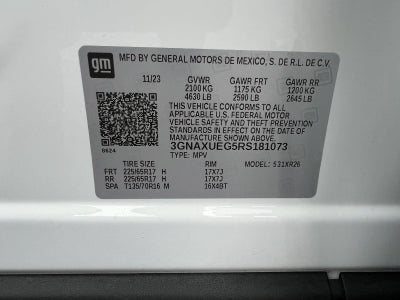 gm
MFD BY GENERAL MOTORS DE MEXICO, S. DE R.L. DE C.V.
11/23 GVWR GAWR FRT GAWR RR
2100 KG 1175 KG 1200 KG
4630 LB 2590 LB 2645 LB
THIS VEHICLE CONFORMS TO ALL
APPLICABLE U.S. FEDERAL MOTOR
VEHICLE SAFETY AND THEFT PREVENTION
STANDARDS IN EFFECT ON THE DATE
OF MANUFACTURE SHOWN ABOVE.
3GNAXUEG5RS181073
8624 TYPE: MPV MODEL: 531XR26
TIRE SIZE RIM
FRT 225/65R17 H 17X7J
RR 225/65R17 H 17X7J
SPA T135/70R16 M 16X4BT